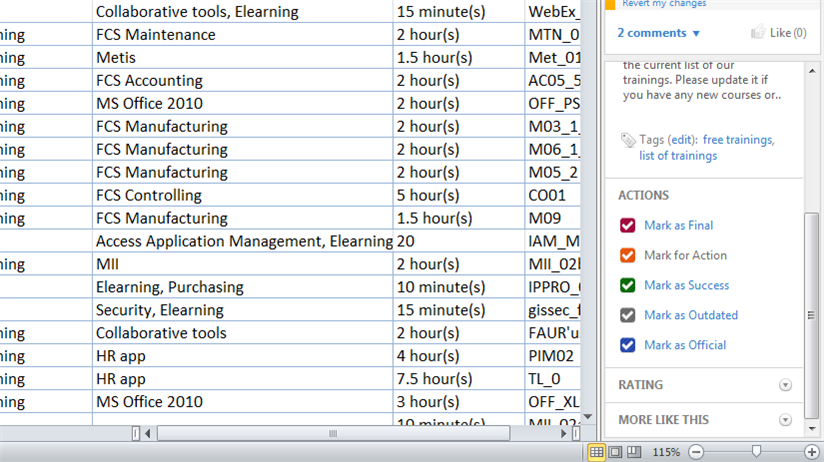 Collaborative tools, Elearning 15 minute(s) WebEx_
ning FCS Maintenance 2 hour(s) MTN_0
ning Metis 1.5 hour(s) Met_01
ning FCS Accounting 2 hour(s) AC05_5
ning MS Office 2010 2 hour(s) OFF_PS
ning FCS Manufacturing 2 hour(s) M03_1_
ning FCS Manufacturing 2 hour(s) M06_1_
ning FCS Manufacturing 2 hour(s) M05_2
ning FCS Controlling 5 hour(s) CO01
ning FCS Manufacturing 1.5 hour(s) M09
Access Application Management, Elearning 20 IAM_M
ning MII 2 hour(s) MII_02b
Elearning, Purchasing 10 minute(s) IPPRO_
Security, Elearning 15 minute(s) gissec_f
ning Collaborative tools 2 hour(s) FAUR'u
ning HR app 4 hour(s) PIM02
ning HR app 7.5 hour(s) TL_0
ning MS Office 2010 3 hour(s) OFF_XL
10 minute(s) MII_02
Revert my changes
2 comments Like (0)
the current list of our
trainings. Please update it if
you have any new courses or..
Tags (edit): free trainings,
list of trainings
ACTIONS
Mark as Final
Mark for Action
Mark as Success
Mark as Outdated
Mark as Official
RATING
MORE LIKE THIS
115%